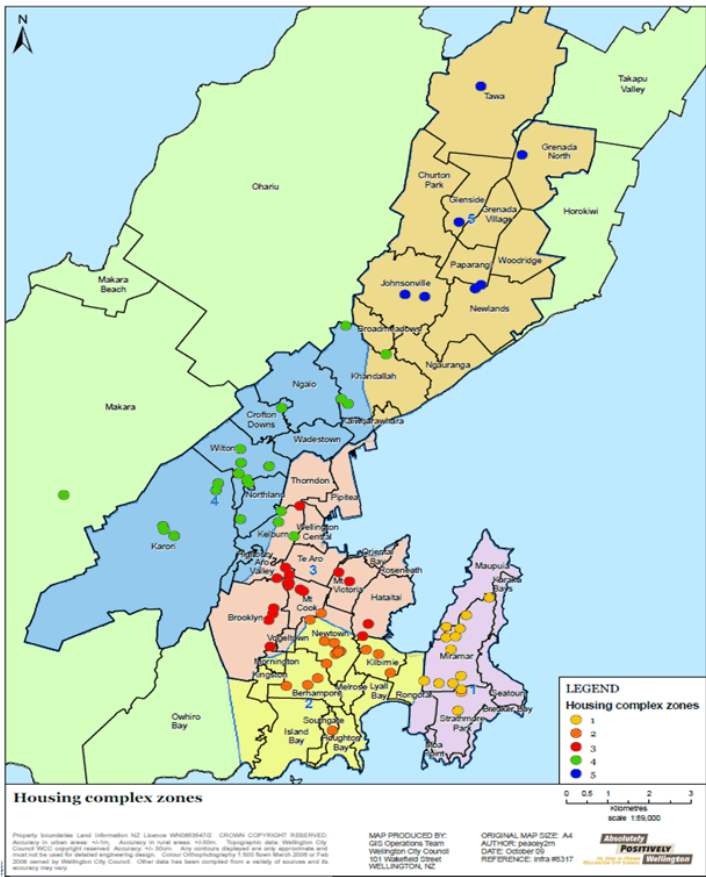 N
Tawa
Takapu
Valley
Grenada
North
Churton
Park
Ohariu
Glenside
5
Grenada
Village
Horokiwi
Woodridge
Paparangi
Makara
Beach
Johnsonville
Newlands
Broadmeadows
Ngauranga
Khandallah
Ngaio
Makara
Crofton
Downs
Kaiwharawhara
Wadestown
Wilton
Thorndon
Pipitea
4
Northland
Wellington
Central
Kelburn
Karori
Highbury
Aro
Valley
Te Aro
Oriental
Bay
Roseneath
Maupuia
3
Mt
Victoria
Karaka
Bays
Mt
Cook
Hataitai
Brooklyn
Newtown
Vogeltown
Miramar
Mornington
Kilbirnie
Kingston
Berhampore
Melrose
Lyall
Bay
Rongotai
1
Seatoun
2
Breaker Bay
Strathmore
Park
Owhiro
Bay
Island
Bay
Southgate
Houghton
Bay
Moa
Point
LEGEND
Housing complex zones
1
2
3
4
5
0 0.5 1 2 3
Kilometres
scale 1:59,000
Housing complex zones
MAP PRODUCED BY:
GIS Operations Team
Wellington City Council
101 Wakefield Street
WELLINGTON, NZ
ORIGINAL MAP SIZE: A4
AUTHOR: peacey2m
DATE: October 09
REFERENCE: Infra #6317
Absolutely
POSITIVELY
Wellington